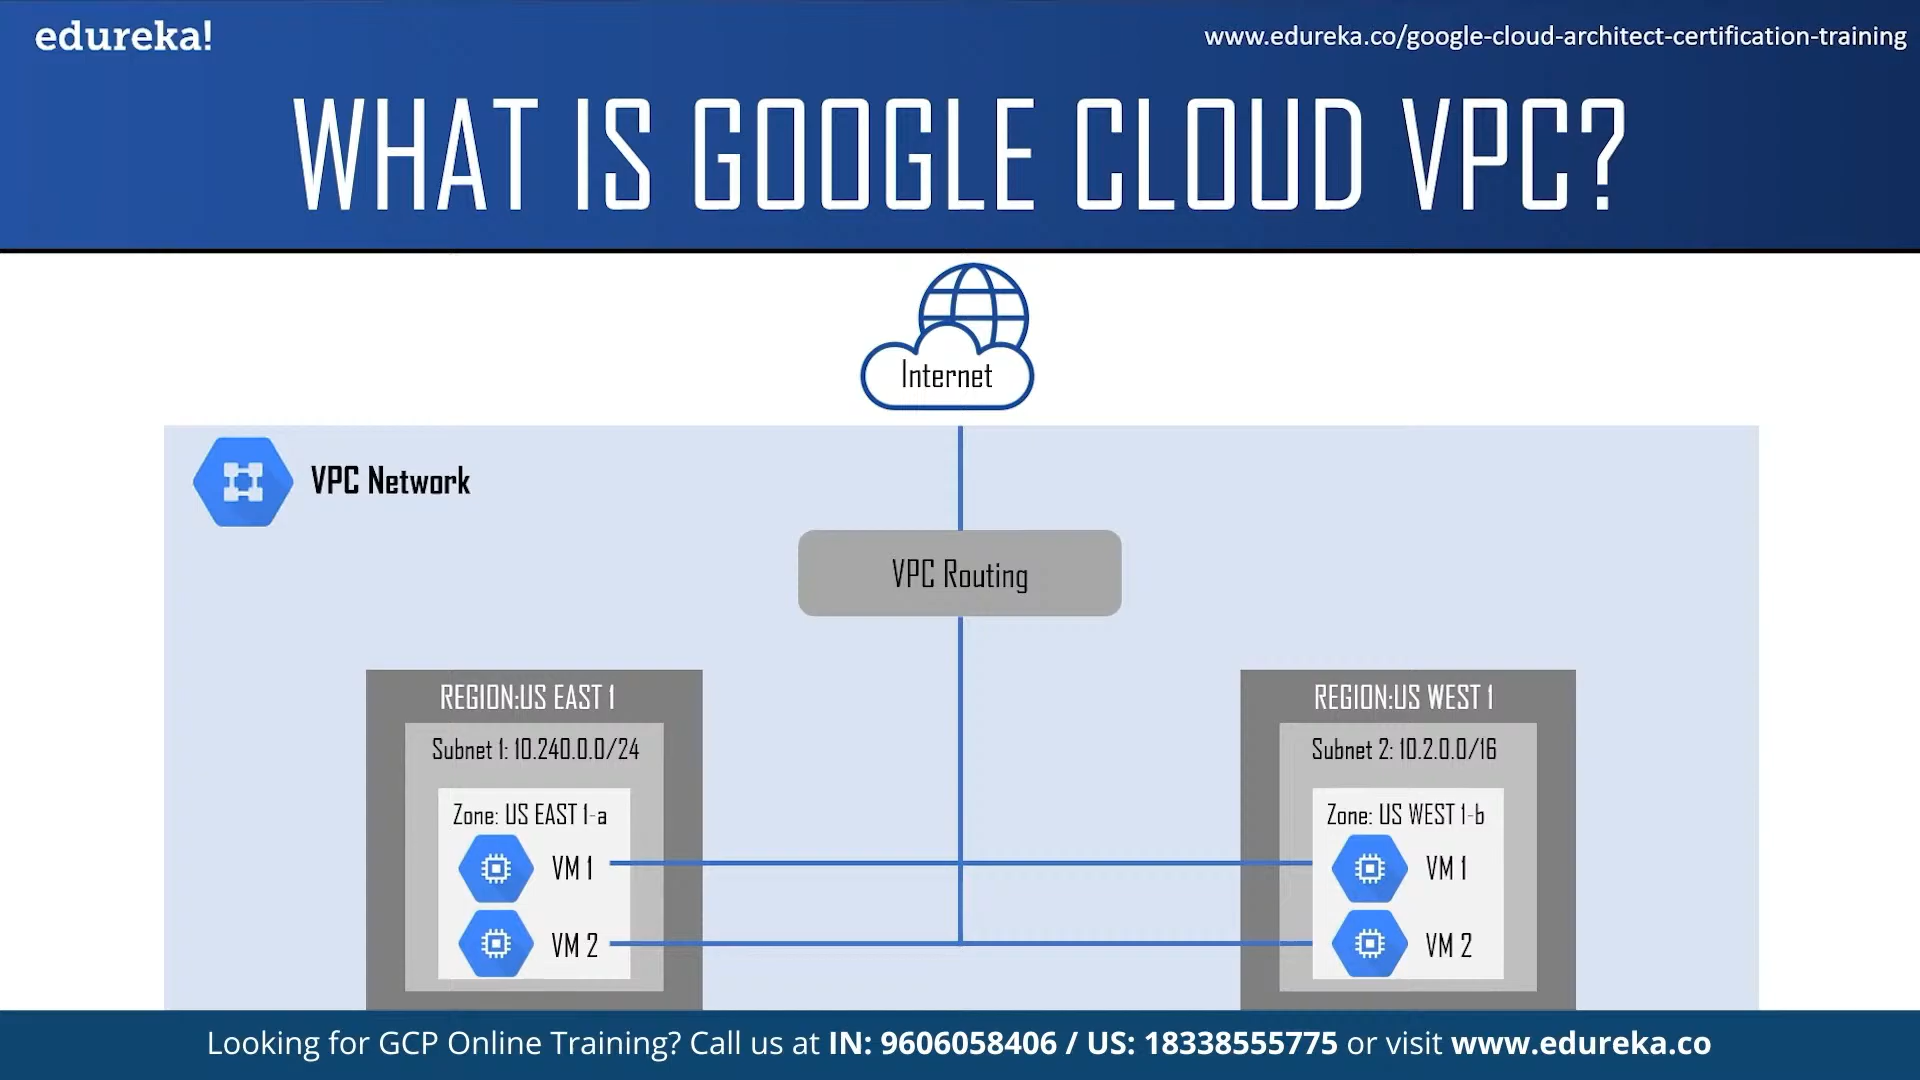 edureka!
www.edureka.co/google-cloud-architect-certification-training
WHAT IS GOOGLE CLOUD VPC?
Internet
VPC Network
VPC Routing
REGION:US EAST 1
Subnet 1: 10.240.0.0/24
Zone: US EAST 1-a
VM 1
VM 2
REGION:US WEST 1
Subnet 2: 10.2.0.0/16
Zone: US WEST 1-b
VM 1
VM 2
Looking for GCP Online Training? Call us at IN: 9606058406 / US: 18338555775 or visit www.edureka.co